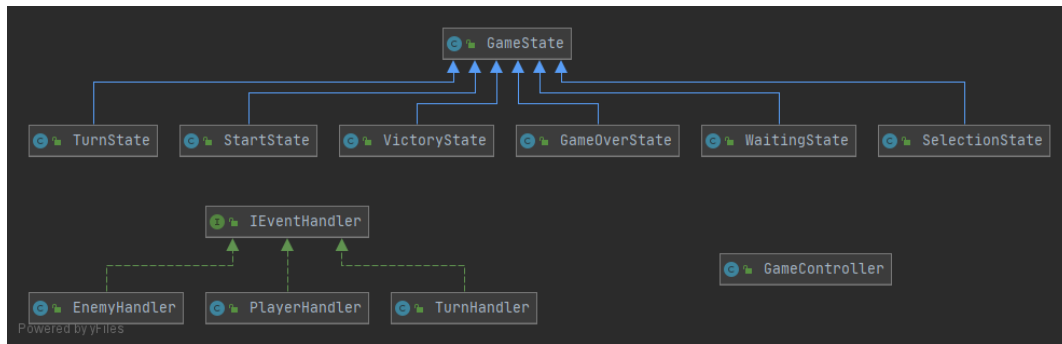 GameState
TurnState
StartState
VictoryState
GameOverState
WaitingState
SelectionState
IEventHandler
GameController
EnemyHandler
PlayerHandler
TurnHandler
Powered by yFiles